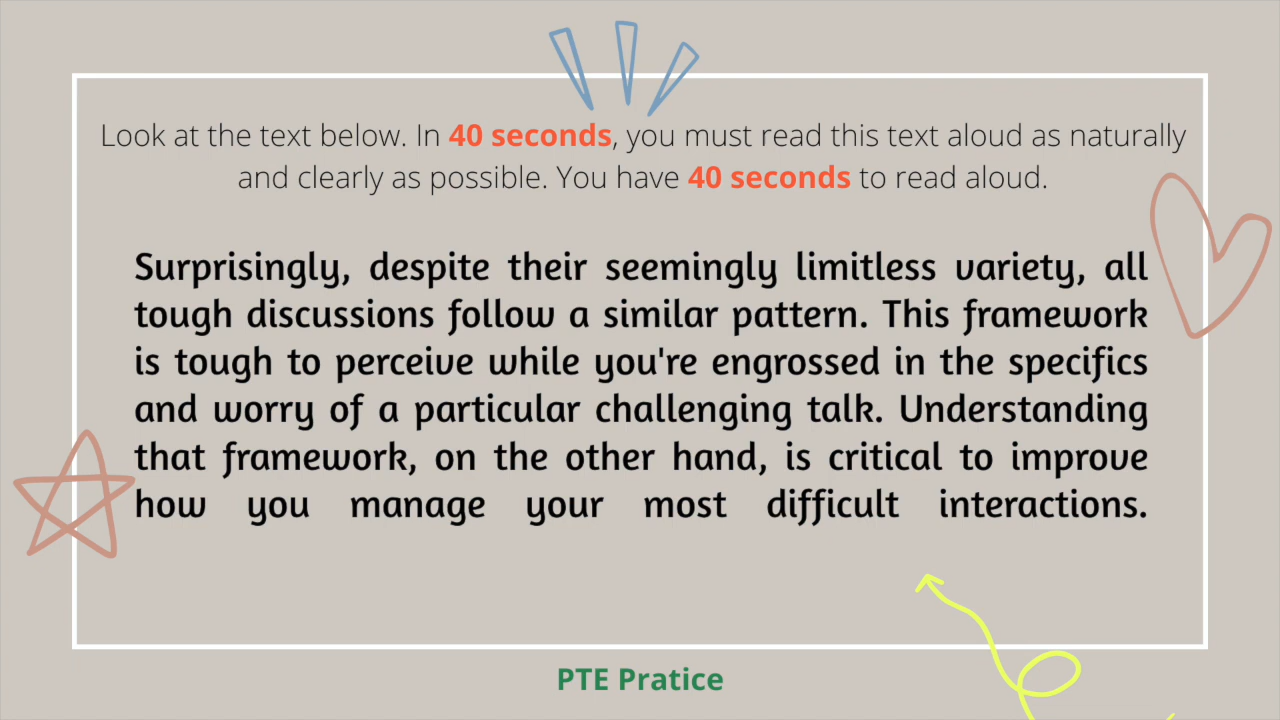 Look at the text below. In 40 seconds, you must read this text aloud as naturally
and clearly as possible. You have 40 seconds to read aloud.
Surprisingly, despite their seemingly limitless variety, all
tough discussions follow a similar pattern. This framework
is tough to perceive while you're engrossed in the specifics
and worry of a particular challenging talk. Understanding
that framework, on the other hand, is critical to improve
how you manage your most difficult interactions.
PTE Pratice